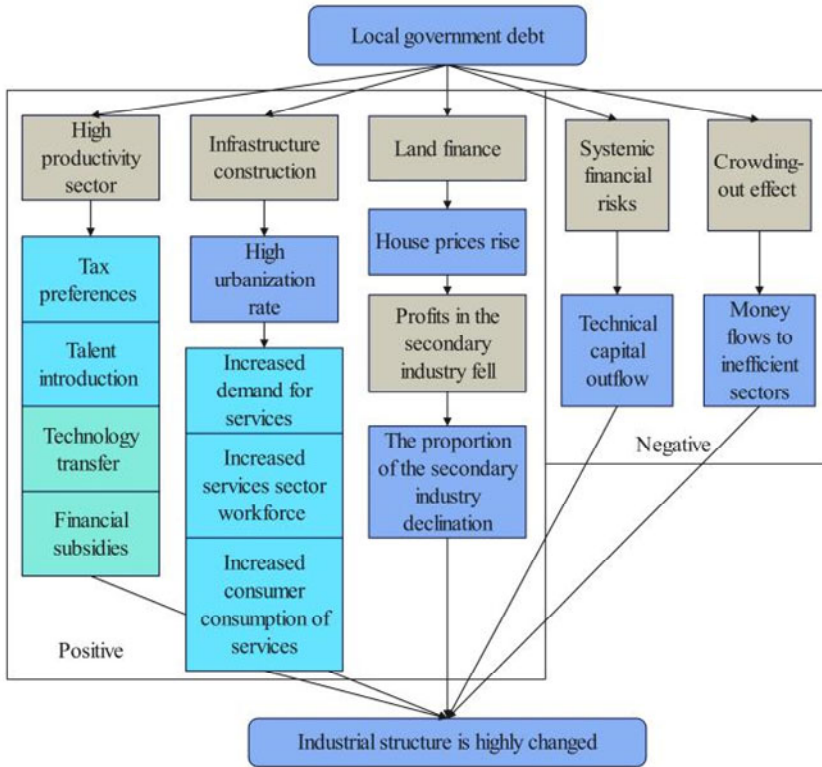 Local government debt
High
productivity
sector
Infrastructure
construction
Land finance
Systemic
financial
risks
Crowding-
out effect
Tax
preferences
Talent
introduction
Technology
transfer
Financial
subsidies
High
urbanization
rate
Increased
demand for
services
Increased
services sector
workforce
Increased
consumer
consumption of
services
House prices rise
Profits in the
secondary
industry fell
The proportion
of the secondary
industry
declination
Technical
capital
outflow
Money
flows to
inefficient
sectors
Negative
Positive
Industrial structure is highly changed